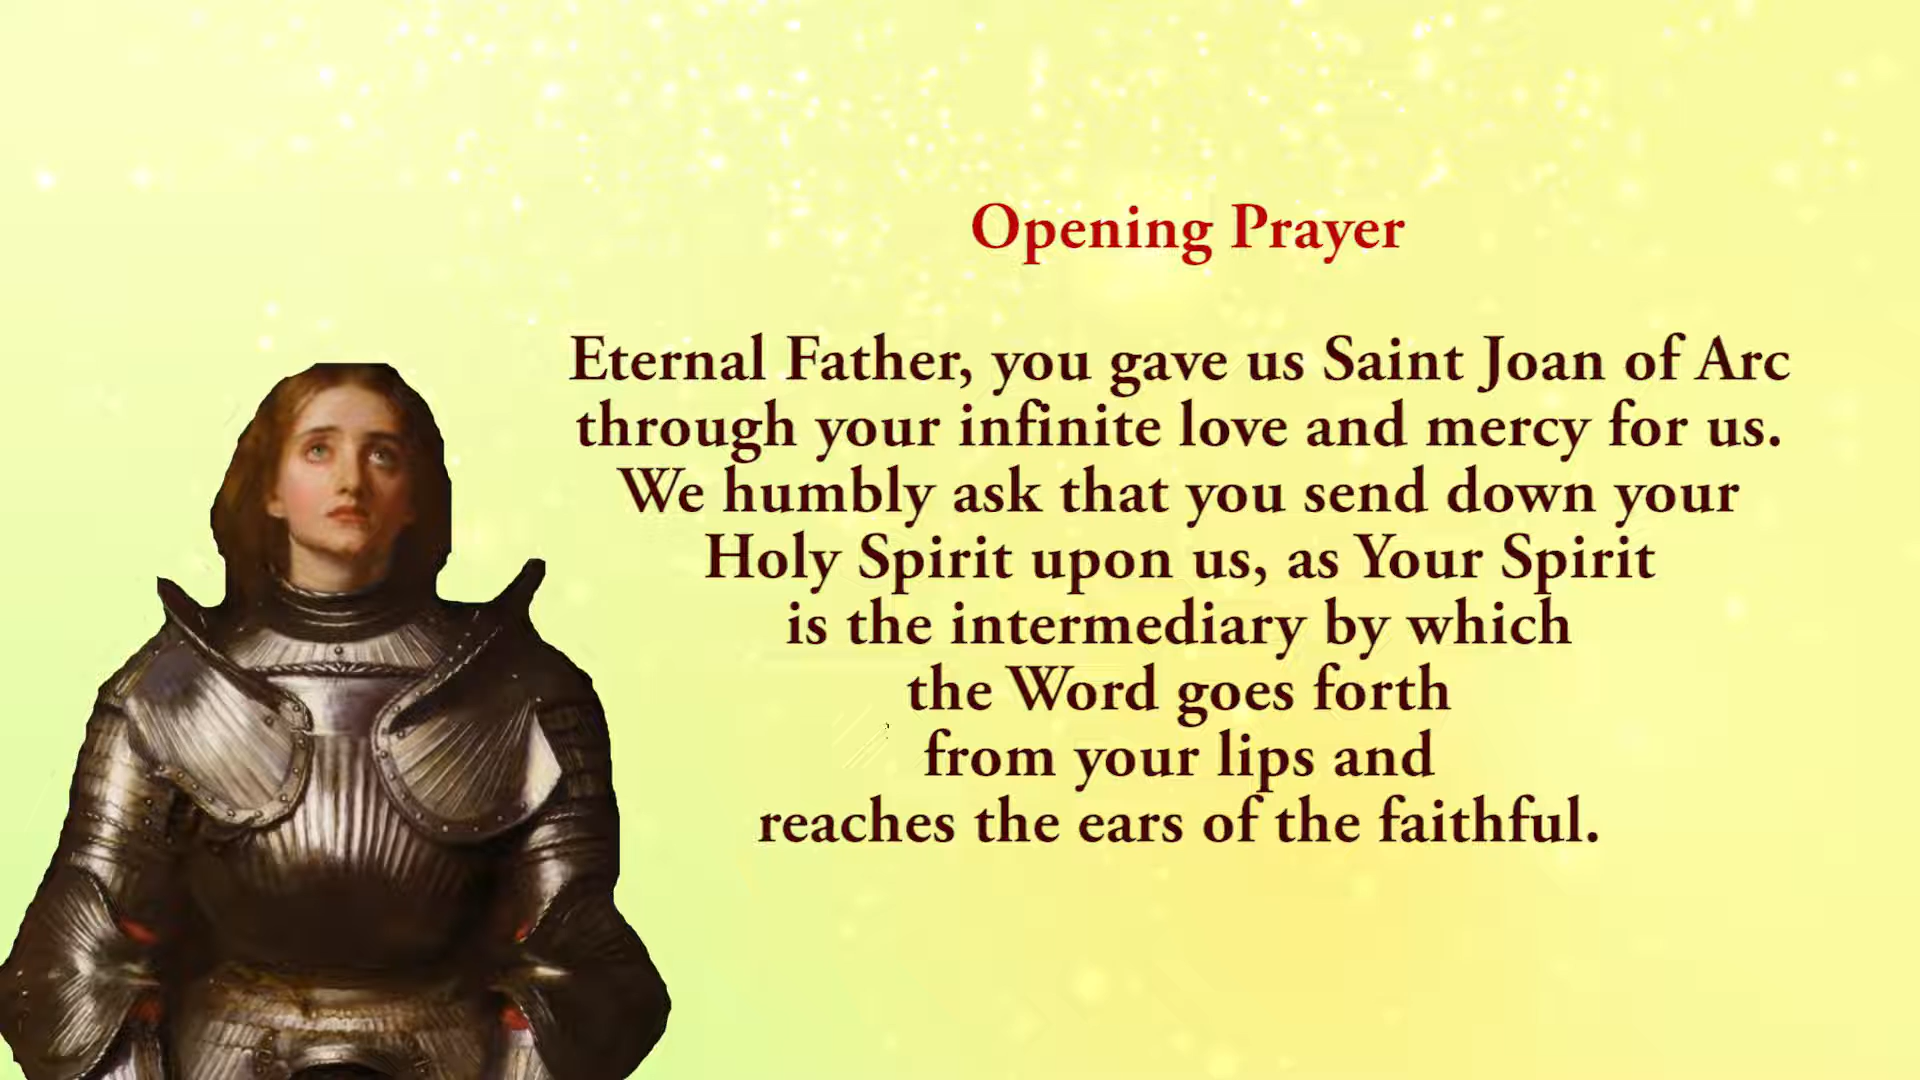 Opening Prayer
Eternal Father, you gave us Saint Joan of Arc
through your infinite love and mercy for us.
We humbly ask that you send down your
Holy Spirit upon us, as Your Spirit
is the intermediary by which
the Word goes forth
from your lips and
reaches the ears of the faithful.